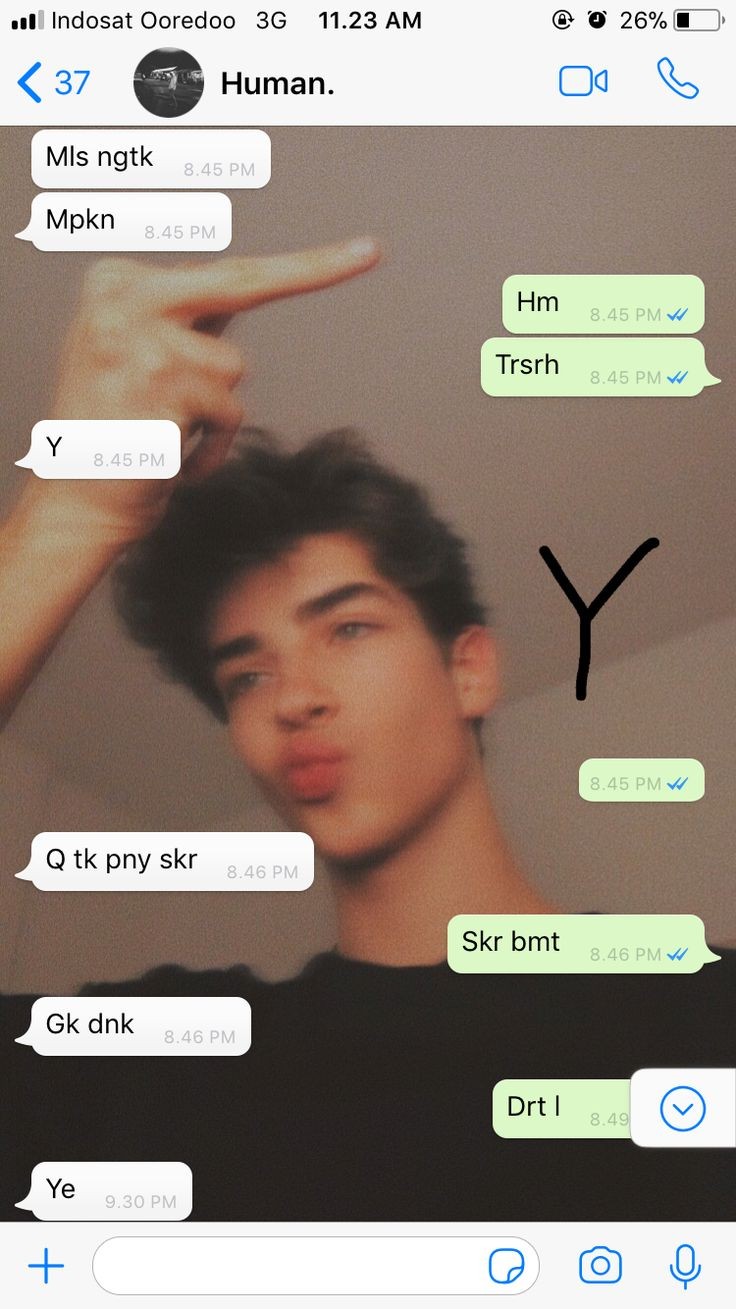 Indosat Ooredoo 3G 11.23 AM 26%
37 Human.
Mls ngtk 8.45 PM
Mpkn 8.45 PM
Hm 8.45 PM
Trsrh 8.45 PM
Y 8.45 PM
Y
8.45 PM
Q tk pny skr 8.46 PM
Skr bmt 8.46 PM
Gk dnk 8.46 PM
Drt l 8.49
Ye 9.30 PM